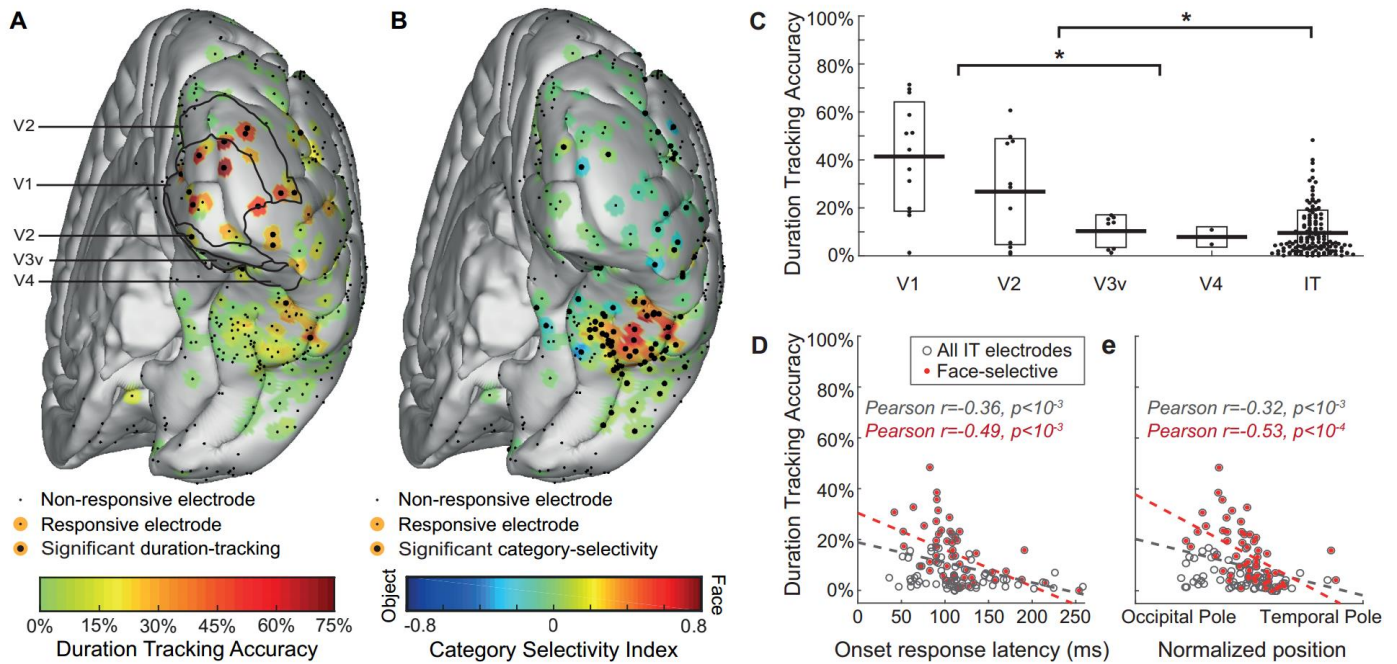 A
V2
V1
V2
V3v
V4
Non-responsive electrode
Responsive electrode
Significant duration-tracking
0% 15% 30% 45% 60% 75%
Duration Tracking Accuracy
B
Non-responsive electrode
Responsive electrode
Significant category-selectivity
Object
Face
-0.8 0 0.8
Category Selectivity Index
C
100%
80%
60%
40%
20%
0%
Duration Tracking Accuracy
*
*
V1 V2 V3v V4 IT
D
100%
80%
60%
40%
20%
0%
Duration Tracking Accuracy
All IT electrodes
Face-selective
Pearson r=-0.36, p<10-3
Pearson r=-0.49, p<10-3
0 50 100 150 200 250
Onset response latency (ms)
e
Pearson r=-0.32, p<10-3
Pearson r=-0.53, p<10-4
Occipital Pole Temporal Pole
Normalized position